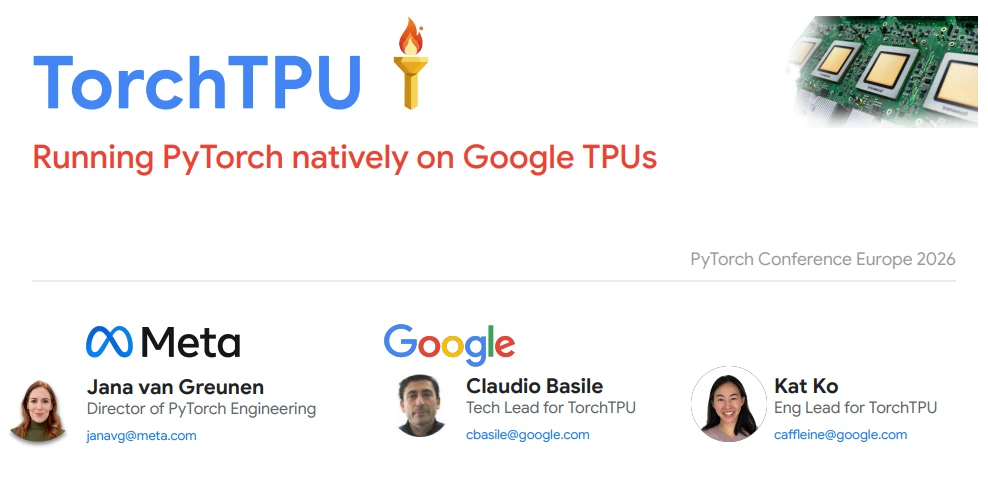 TorchTPU
Running PyTorch natively on Google TPUs
PyTorch Conference Europe 2026
Meta
Google
Jana van Greunen
Director of PyTorch Engineering
janavg@meta.com
Claudio Basile
Tech Lead for TorchTPU
cbasile@google.com
Kat Ko
Eng Lead for TorchTPU
caffleine@google.com